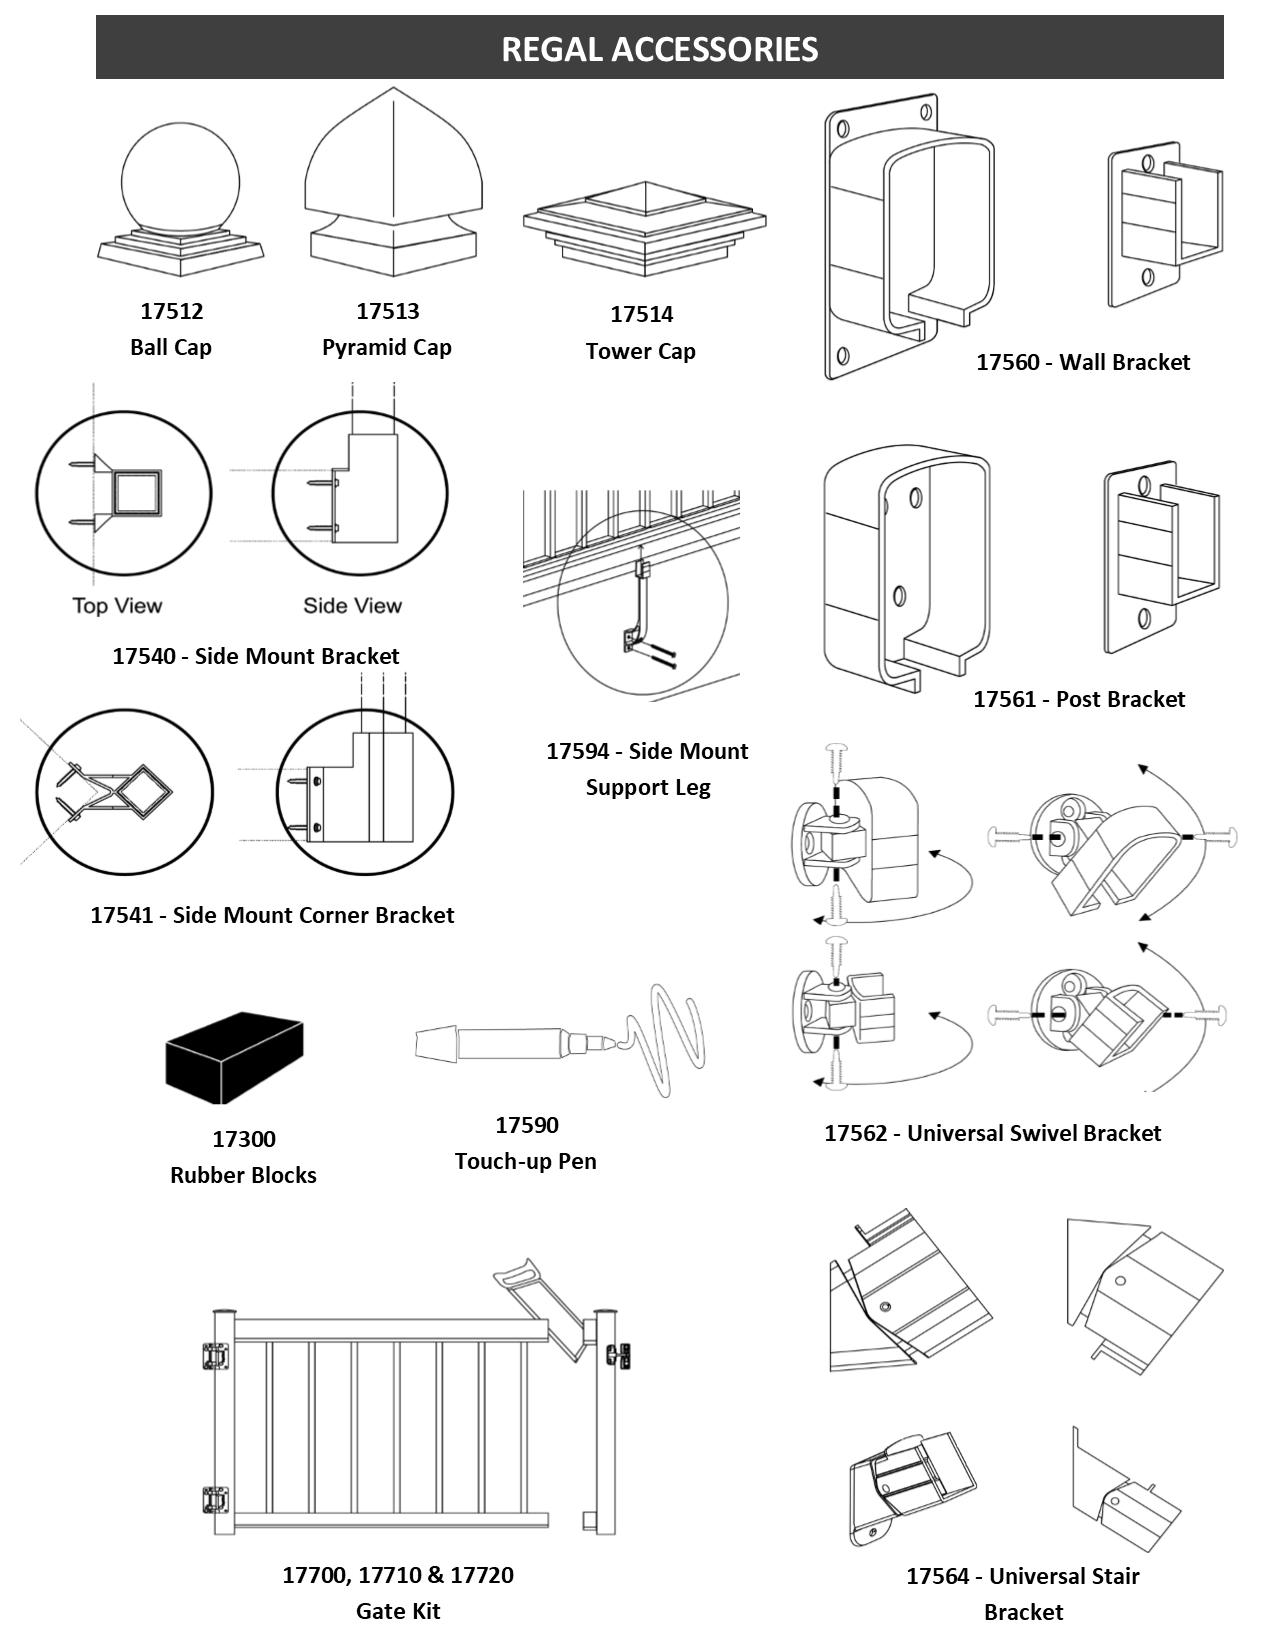 REGAL ACCESSORIES
17512
Ball Cap
17513
Pyramid Cap
17514
Tower Cap
17560 - Wall Bracket
Top View
Side View
17540 - Side Mount Bracket
17561 - Post Bracket
17594 - Side Mount
Support Leg
17541 - Side Mount Corner Bracket
17300
Rubber Blocks
17590
Touch-up Pen
17562 - Universal Swivel Bracket
17700, 17710 & 17720
Gate Kit
17564 - Universal Stair
Bracket